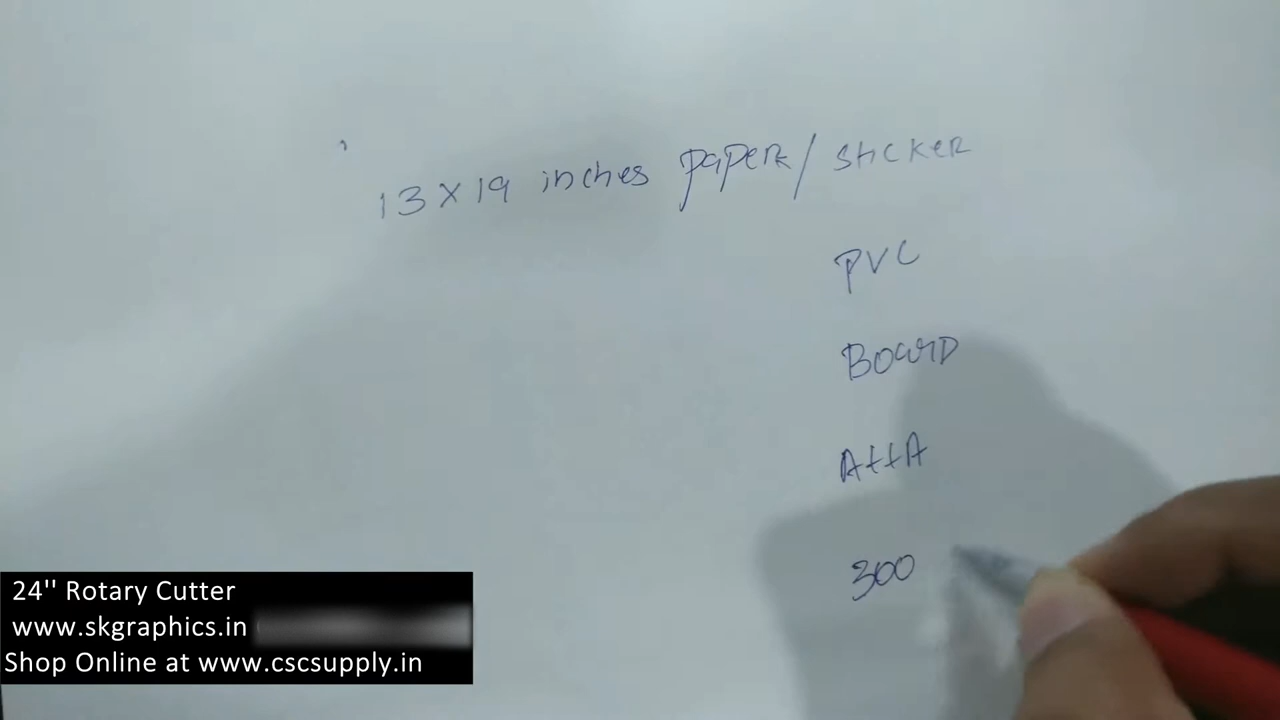 13 X 19 inches paper / sticker
PVC
BoarD
AttA
300
24'' Rotary Cutter
www.skgraphics.in
Shop Online at www.cscsupply.in